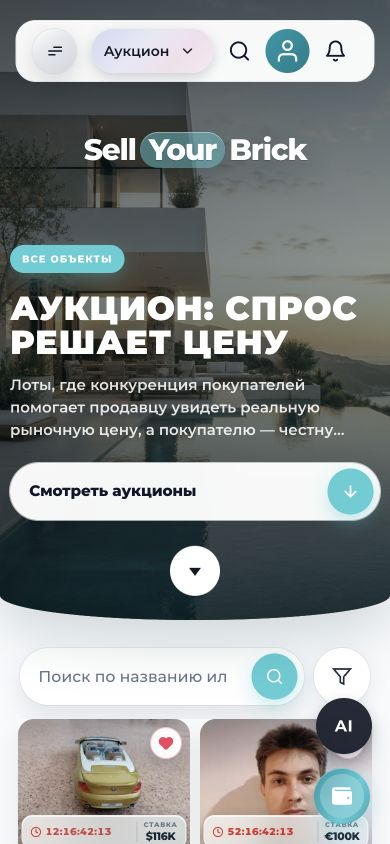 Аукцион
Sell Your Brick
ВСЕ ОБЪЕКТЫ
АУКЦИОН: СПРОС
РЕШАЕТ ЦЕНУ
Лоты, где конкуренция покупателей
помогает продавцу увидеть реальную
рыночную цену, а покупателю — честну...
Смотреть аукционы
Поиск по названию ил
AI
12:16:42:13
СТАВКА
$116K
52:16:42:13
СТАВКА
€100K